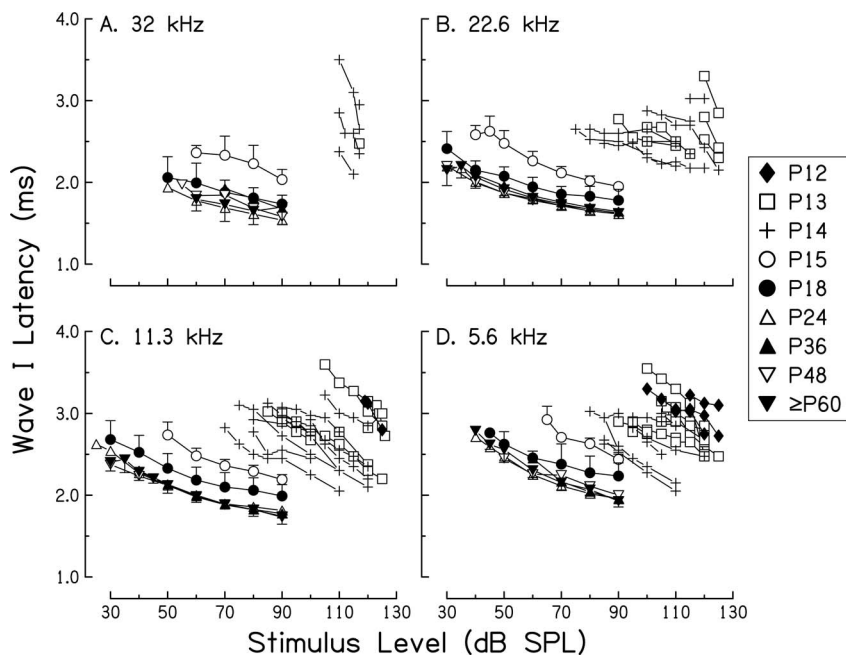 A. 32 kHz
B. 22.6 kHz
4.0
3.0
2.0
1.0
C. 11.3 kHz
D. 5.6 kHz
4.0
3.0
2.0
1.0
30 50 70 90 110 130
30 50 70 90 110 130
Wave I Latency (ms)
Stimulus Level (dB SPL)
P12
P13
P14
P15
P18
P24
P36
P48
≥P60